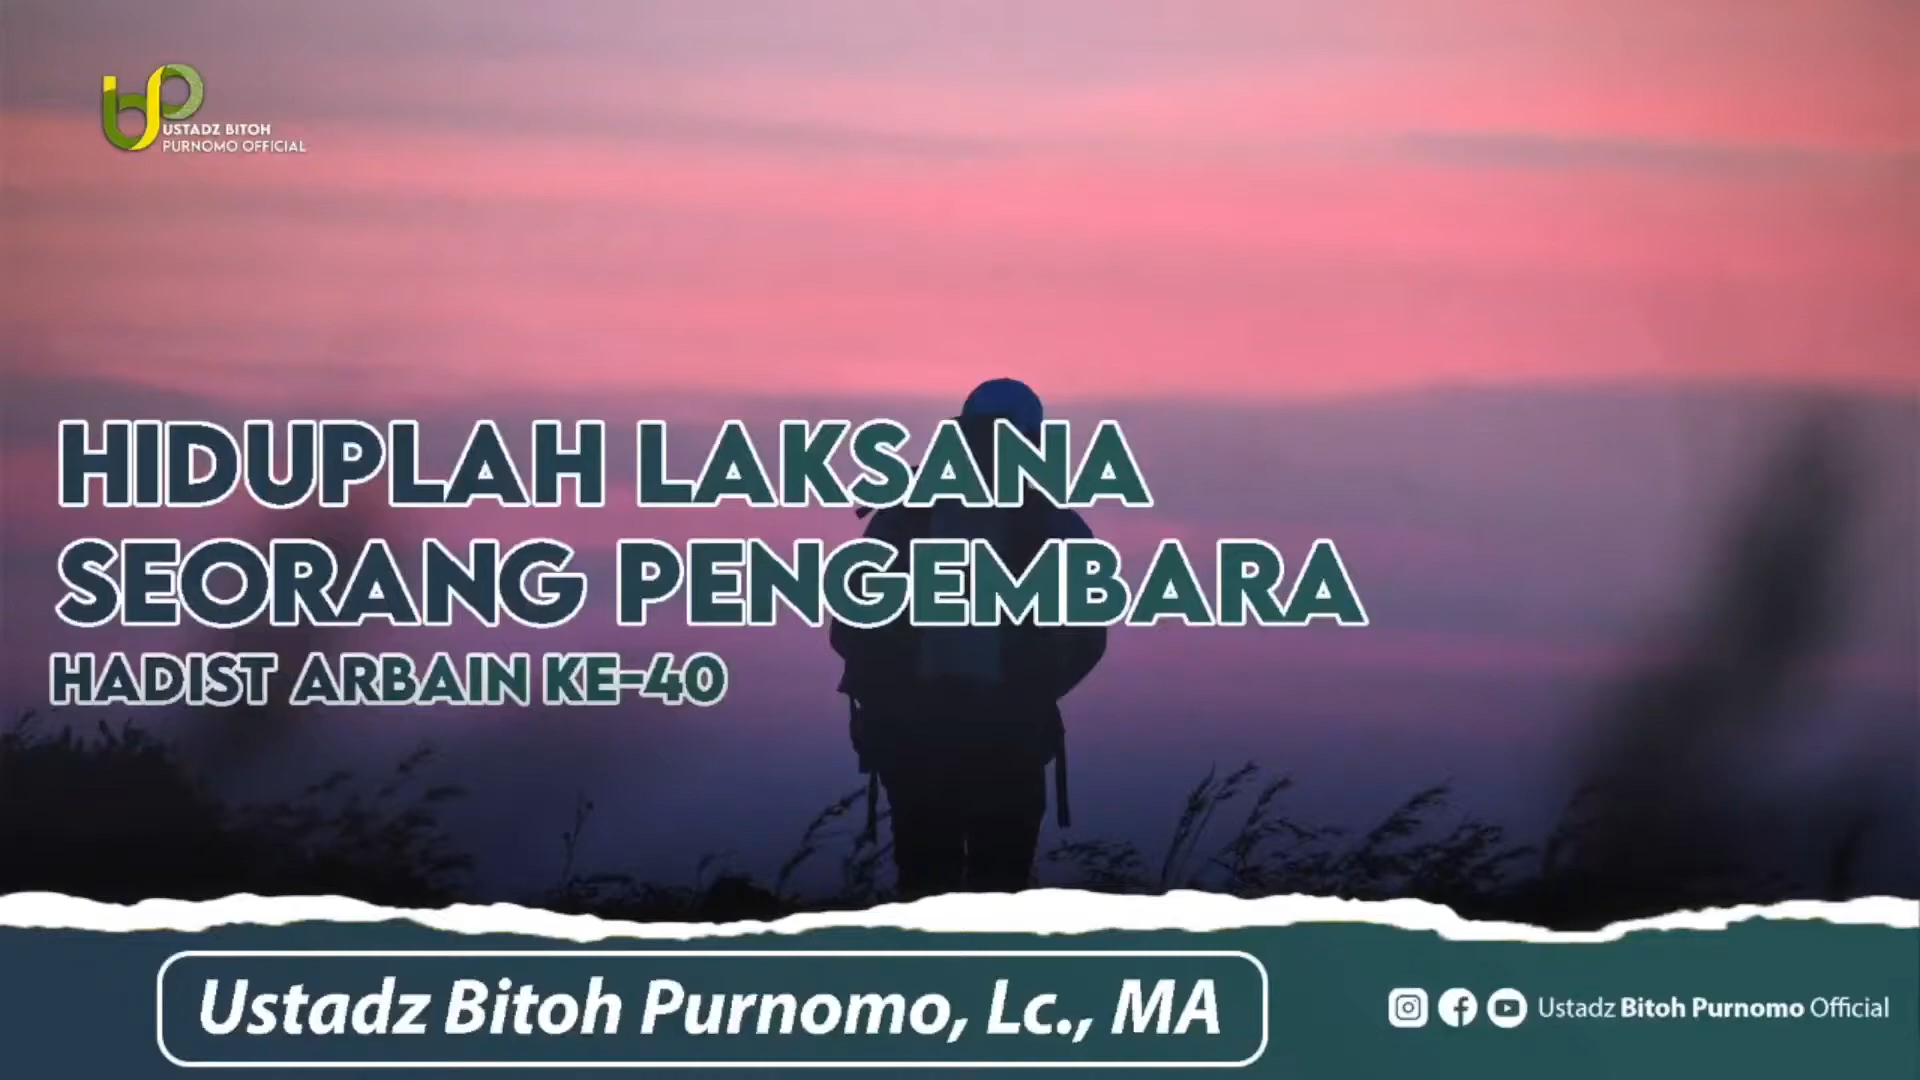 USTADZ BITOH
PURNOMO OFFICIAL
HIDUPLAH LAKSANA
SEORANG PENGEMBARA
HADIST ARBAIN KE-40
Ustadz Bitoh Purnomo, Lc., MA
Ustadz Bitoh Purnomo Official